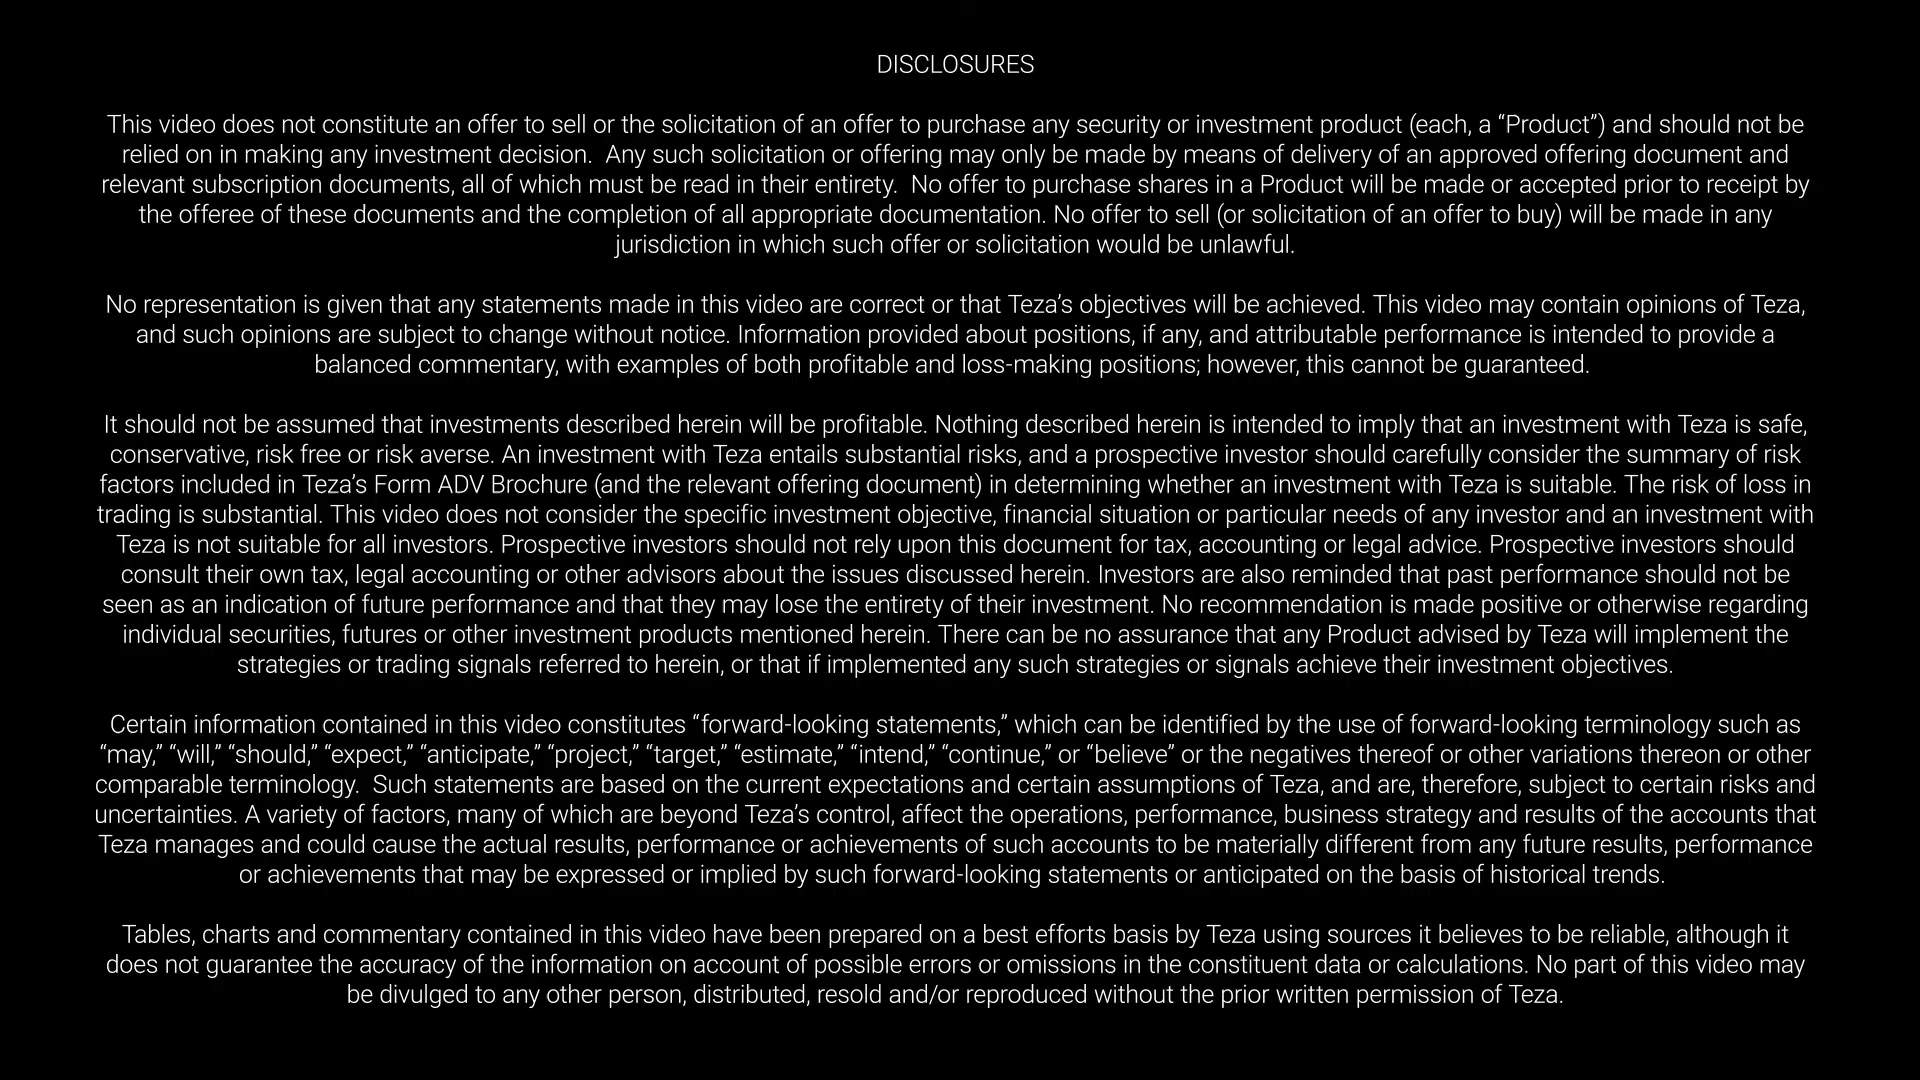 DISCLOSURES
This video does not constitute an offer to sell or the solicitation of an offer to purchase any security or investment product (each, a “Product”) and should not be
relied on in making any investment decision.  Any such solicitation or offering may only be made by means of delivery of an approved offering document and
relevant subscription documents, all of which must be read in their entirety.  No offer to purchase shares in a Product will be made or accepted prior to receipt by
the offeree of these documents and the completion of all appropriate documentation. No offer to sell (or solicitation of an offer to buy) will be made in any
jurisdiction in which such offer or solicitation would be unlawful.
No representation is given that any statements made in this video are correct or that Teza’s objectives will be achieved. This video may contain opinions of Teza,
and such opinions are subject to change without notice. Information provided about positions, if any, and attributable performance is intended to provide a
balanced commentary, with examples of both profitable and loss-making positions; however, this cannot be guaranteed.
It should not be assumed that investments described herein will be profitable. Nothing described herein is intended to imply that an investment with Teza is safe,
conservative, risk free or risk averse. An investment with Teza entails substantial risks, and a prospective investor should carefully consider the summary of risk
factors included in Teza’s Form ADV Brochure (and the relevant offering document) in determining whether an investment with Teza is suitable. The risk of loss in
trading is substantial. This video does not consider the specific investment objective, financial situation or particular needs of any investor and an investment with
Teza is not suitable for all investors. Prospective investors should not rely upon this document for tax, accounting or legal advice. Prospective investors should
consult their own tax, legal accounting or other advisors about the issues discussed herein. Investors are also reminded that past performance should not be
seen as an indication of future performance and that they may lose the entirety of their investment. No recommendation is made positive or otherwise regarding
individual securities, futures or other investment products mentioned herein. There can be no assurance that any Product advised by Teza will implement the
strategies or trading signals referred to herein, or that if implemented any such strategies or signals achieve their investment objectives.
Certain information contained in this video constitutes “forward-looking statements,” which can be identified by the use of forward-looking terminology such as
“may,” “will,” “should,” “expect,” “anticipate,” “project,” “target,” “estimate,” “intend,” “continue,” or “believe” or the negatives thereof or other variations thereon or other
comparable terminology.  Such statements are based on the current expectations and certain assumptions of Teza, and are, therefore, subject to certain risks and
uncertainties. A variety of factors, many of which are beyond Teza’s control, affect the operations, performance, business strategy and results of the accounts that
Teza manages and could cause the actual results, performance or achievements of such accounts to be materially different from any future results, performance
or achievements that may be expressed or implied by such forward-looking statements or anticipated on the basis of historical trends.
Tables, charts and commentary contained in this video have been prepared on a best efforts basis by Teza using sources it believes to be reliable, although it
does not guarantee the accuracy of the information on account of possible errors or omissions in the constituent data or calculations. No part of this video may
be divulged to any other person, distributed, resold and/or reproduced without the prior written permission of Teza.